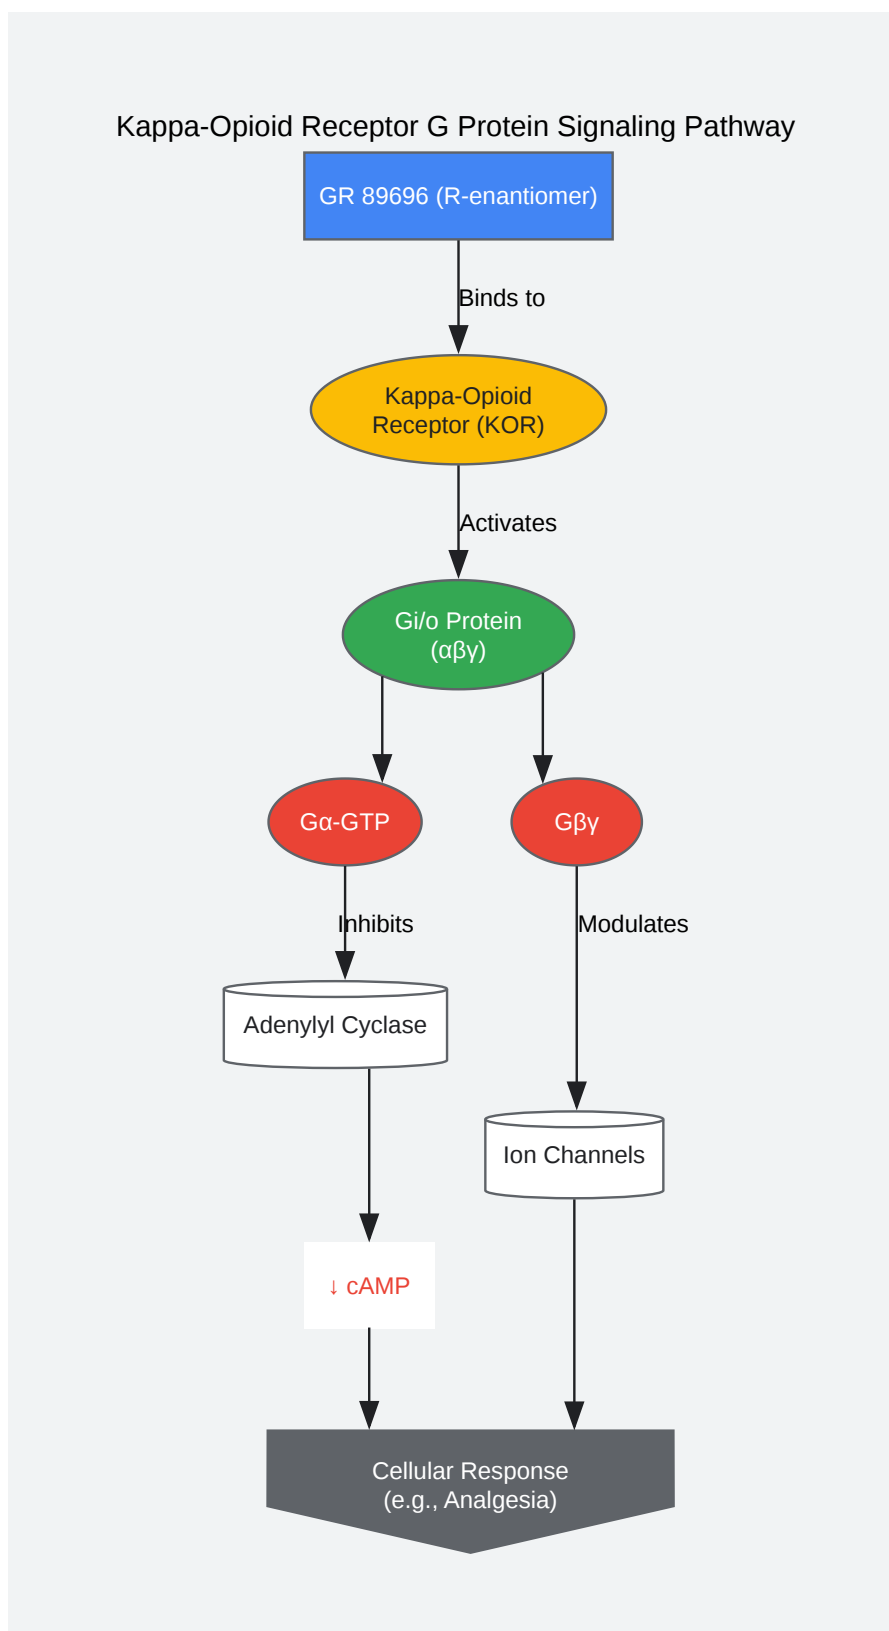 Kappa-Opioid Receptor G Protein Signaling Pathway
GR 89696 (R-enantiomer)
Binds to
Kappa-Opioid
Receptor (KOR)
Activates
Gi/o Protein
(αβγ)
Gα-GTP
Gβγ
Inhibits
Modulates
Adenylyl Cyclase
Ion Channels
↓ cAMP
Cellular Response
(e.g., Analgesia)